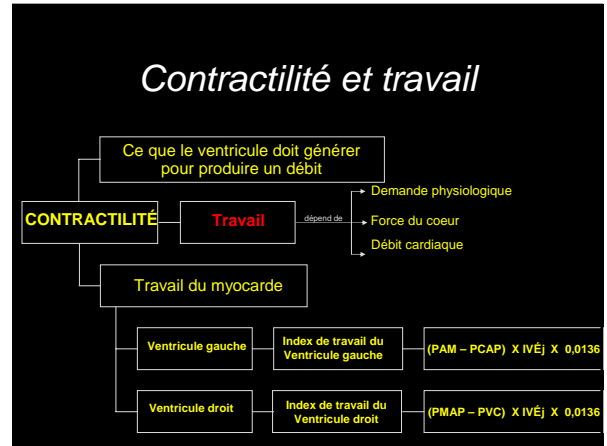 Contractilité et travail
Ce que le ventricule doit générer
pour produire un débit
CONTRACTILITÉ
Travail
dépend de
Demande physiologique
Force du coeur
Débit cardiaque
Travail du myocarde
Ventricule gauche
Index de travail du
Ventricule gauche
(PAM – PCAP) X IVÉj X 0,0136
Ventricule droit
Index de travail du
Ventricule droit
(PMAP – PVC) X IVÉj X 0,0136